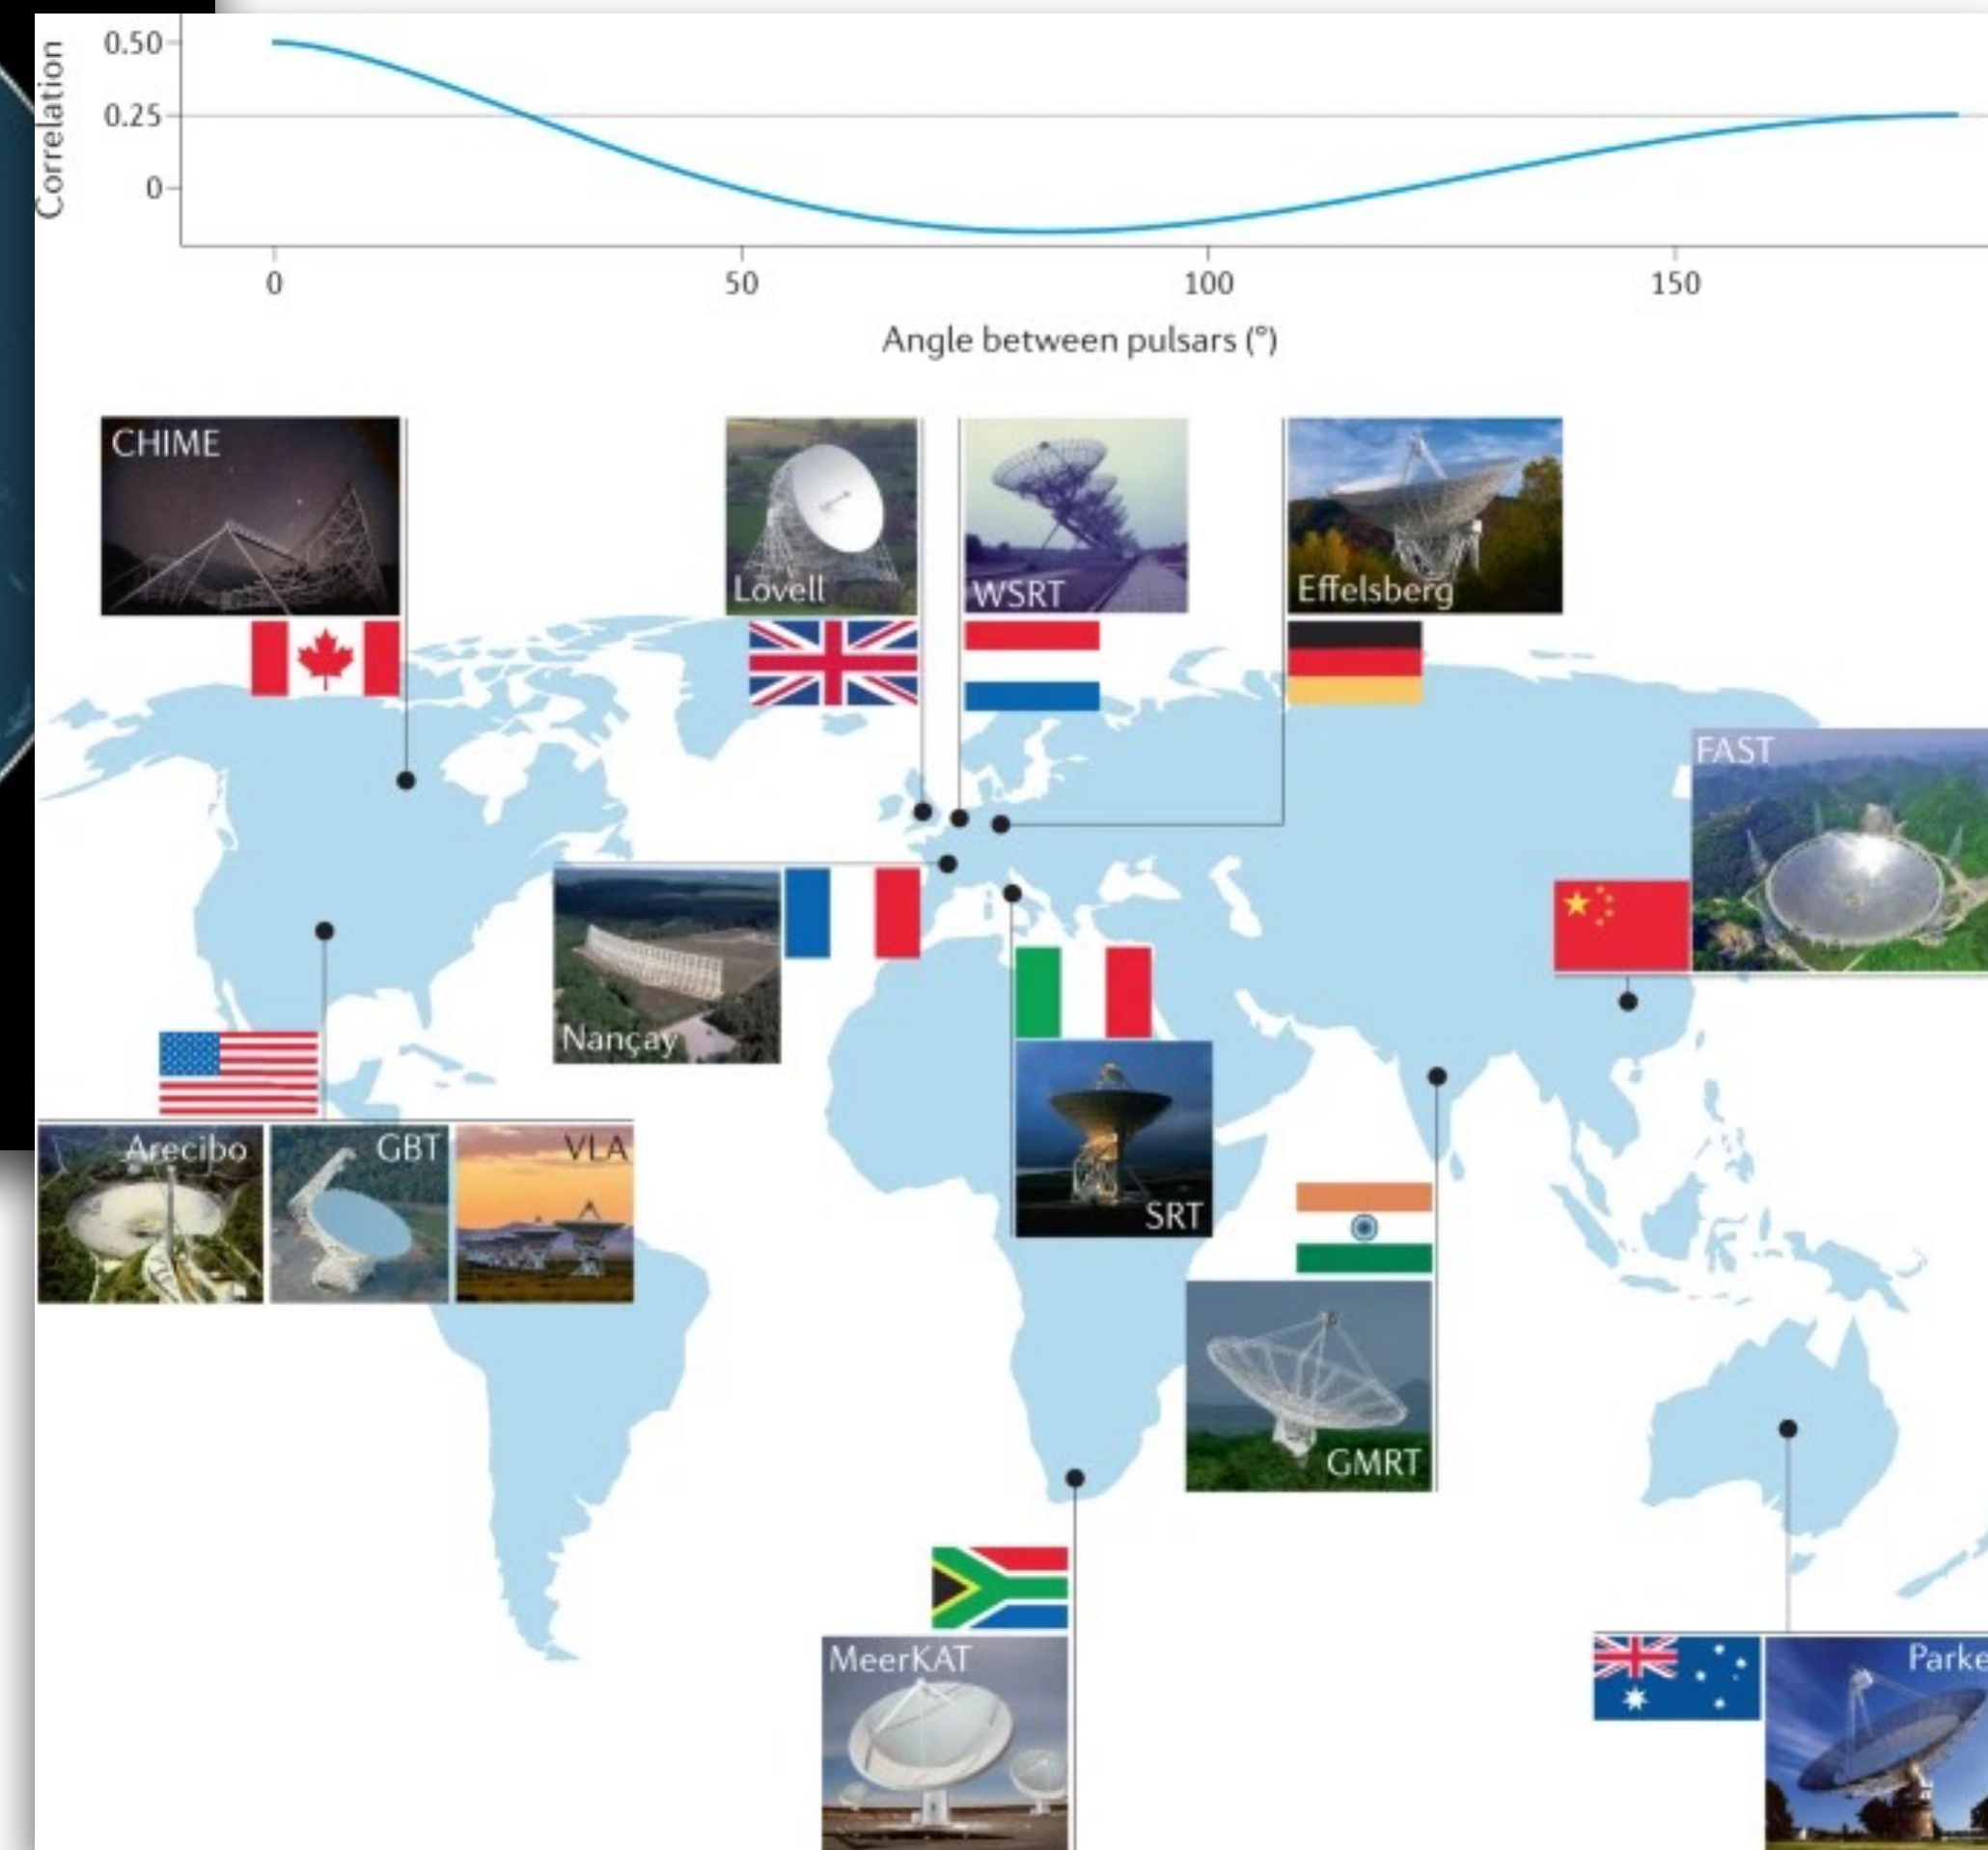 Correlation
0.50
0.25
0
0 50 100 150
Angle between pulsars (°)
CHIME
Lovell
WSRT
Effelsberg
FAST
Nançay
Arecibo
GBT
VLA
SRT
GMRT
MeerKAT
Parke